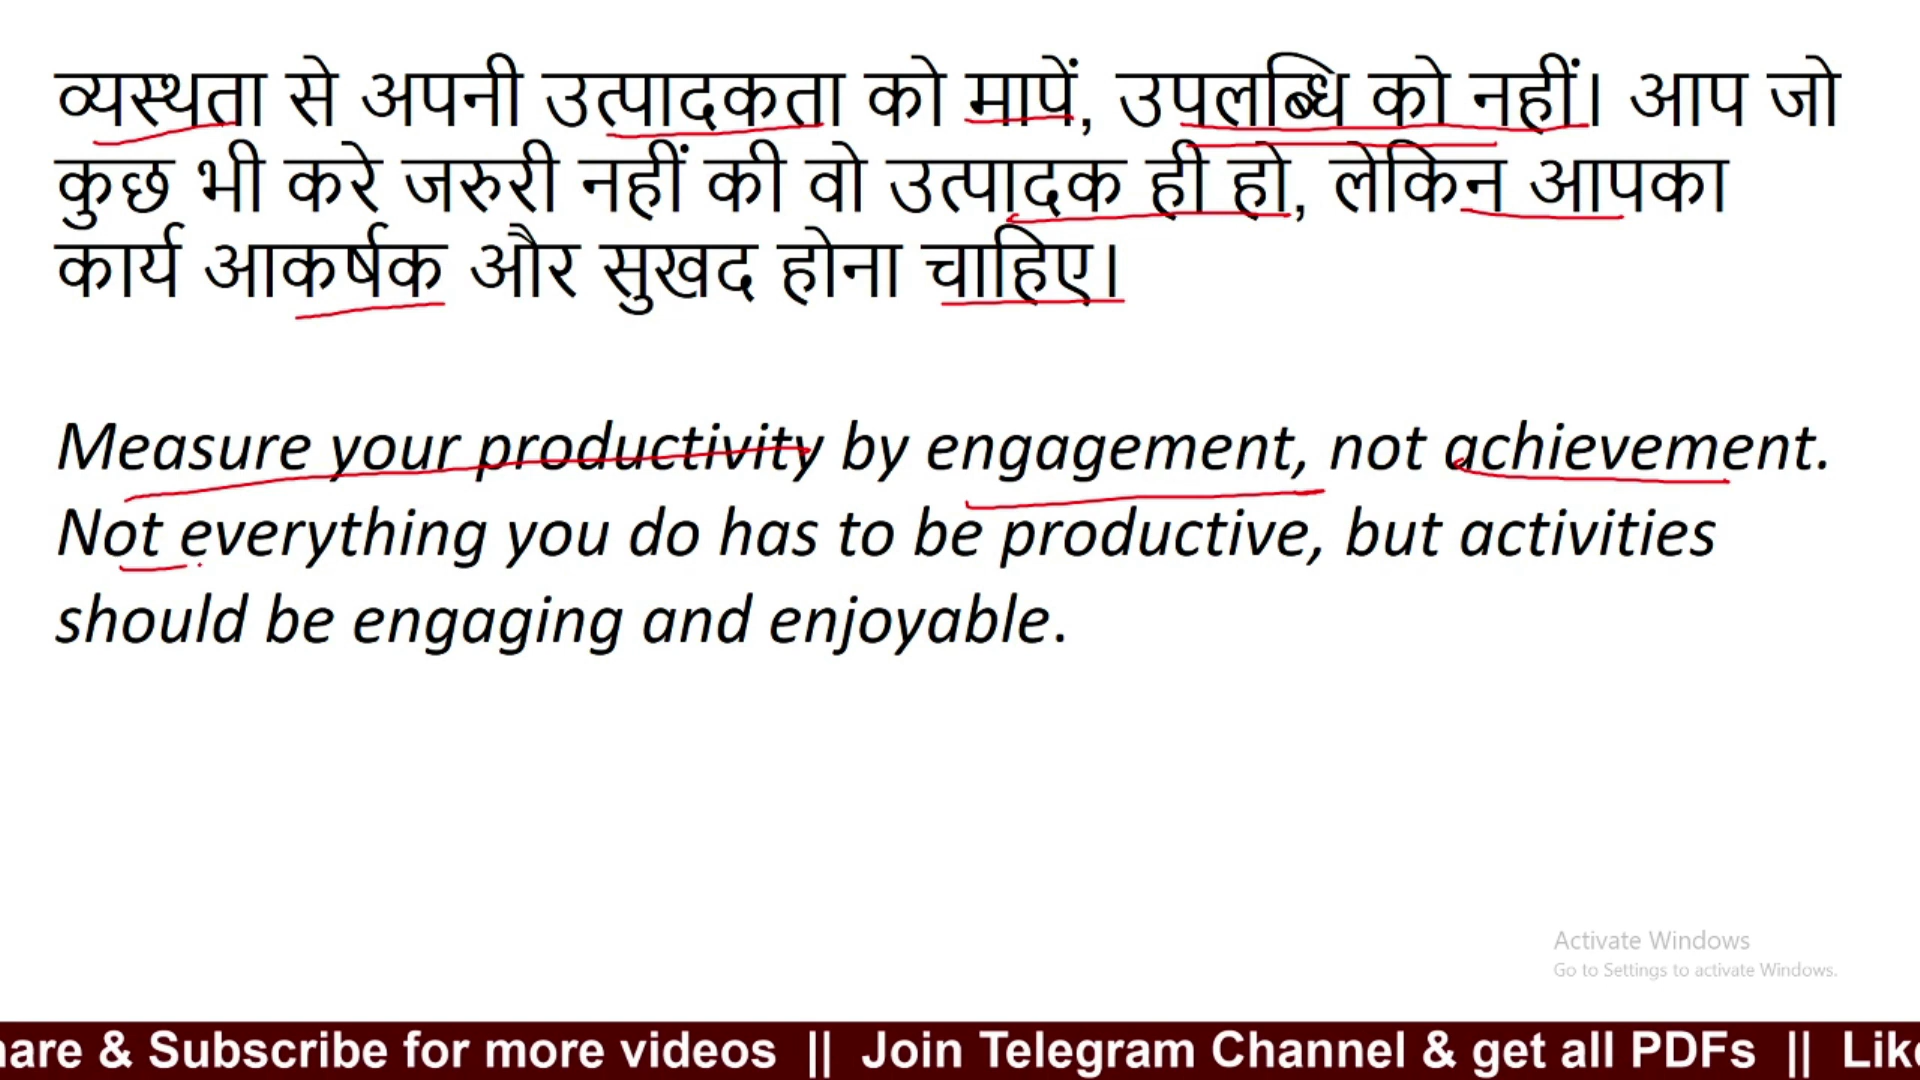 व्यस्थता से अपनी उत्पादकता को मापें, उपलब्धि को नहीं। आप जो
कुछ भी करे जरुरी नहीं की वो उत्पादक ही हो, लेकिन आपका
कार्य आकर्षक और सुखद होना चाहिए।
Measure your productivity by engagement, not achievement.
Not everything you do has to be productive, but activities
should be engaging and enjoyable.
Activate Windows
Go to Settings to activate Windows.
hare & Subscribe for more videos || Join Telegram Channel & get all PDFs || Like